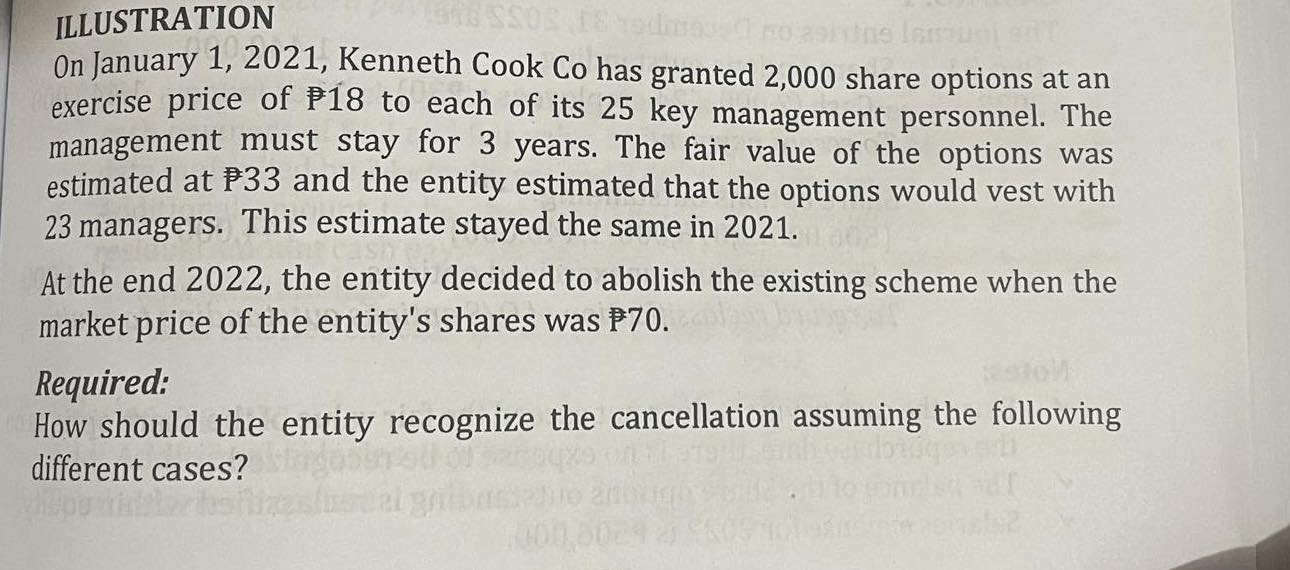 ILLUSTRATION
On January 1, 2021, Kenneth Cook Co has granted 2,000 share options at an
exercise price of ₱18 to each of its 25 key management personnel. The
management must stay for 3 years. The fair value of the options was
estimated at ₱33 and the entity estimated that the options would vest with
23 managers. This estimate stayed the same in 2021.
At the end 2022, the entity decided to abolish the existing scheme when the
market price of the entity's shares was ₱70.
Required:
How should the entity recognize the cancellation assuming the following
different cases?